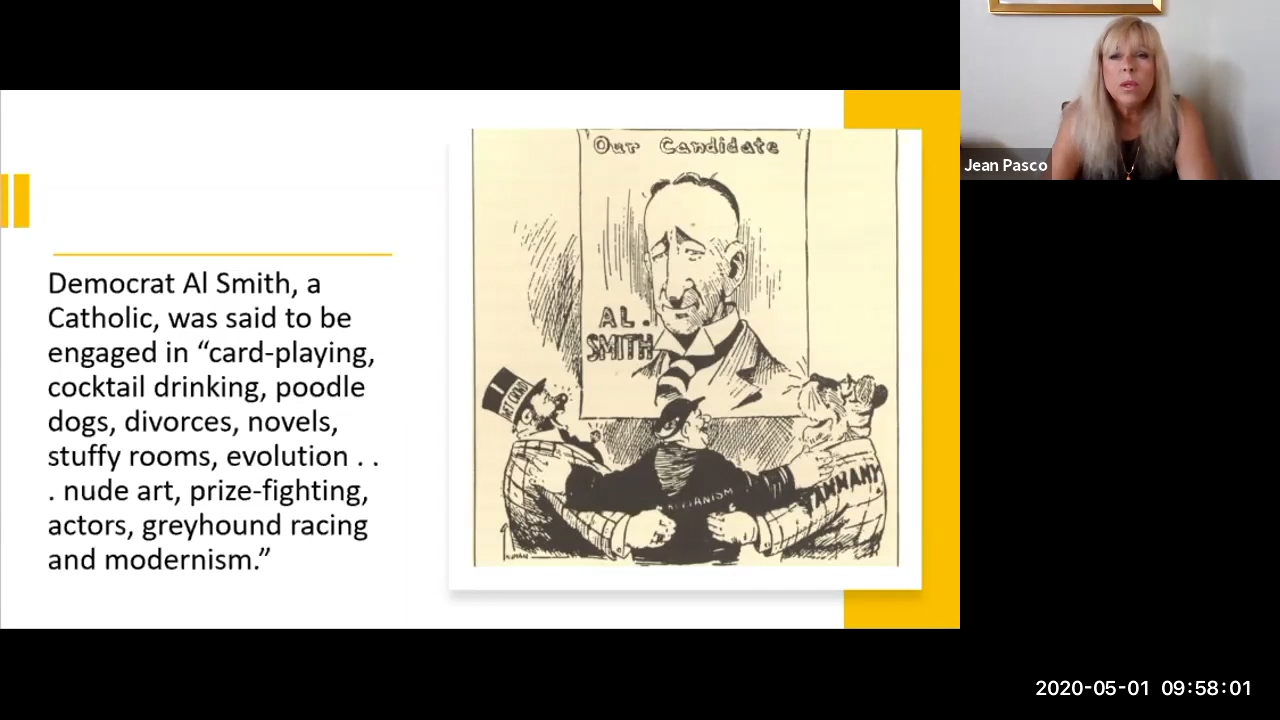 Democrat Al Smith, a
Catholic, was said to be
engaged in “card-playing,
cocktail drinking, poodle
dogs, divorces, novels,
stuffy rooms, evolution . .
. nude art, prize-fighting,
actors, greyhound racing
and modernism.”
"Our Candidate
AL.
SMITH
TAMMANY
Jean Pasco
2020-05-01 09:58:01